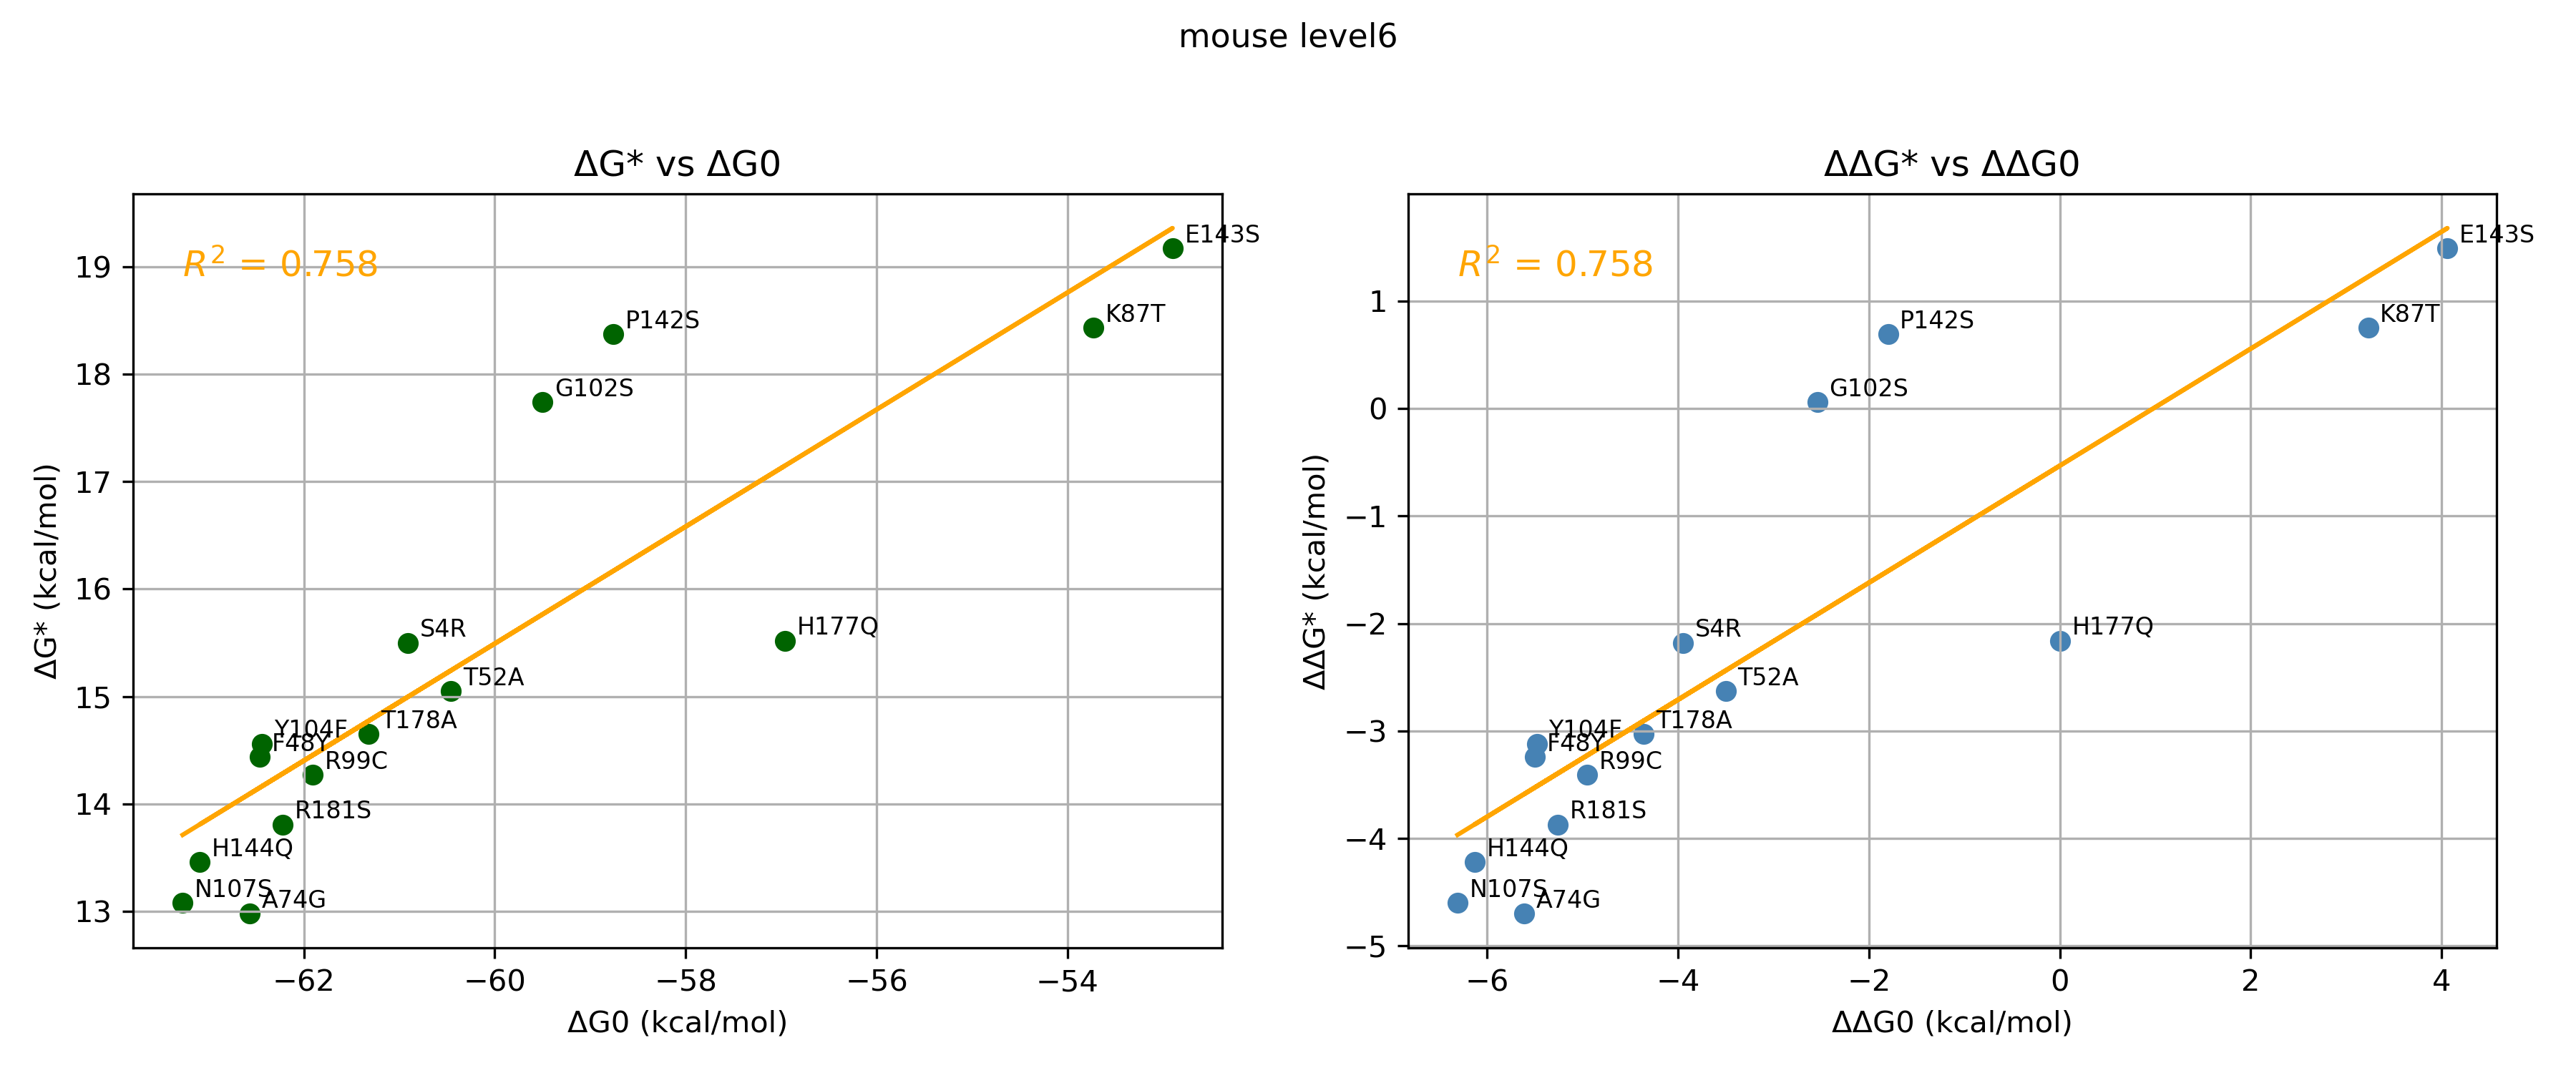 mouse level6
ΔG* vs ΔG0
R² = 0.758
E143S
K87T
P142S
G102S
H177Q
S4R
T52A
T178A
Y104F
F48Y
R99C
R181S
H144Q
N107S
A74G
19
18
17
16
15
14
13
−62
−60
−58
−56
−54
ΔG* (kcal/mol)
ΔG0 (kcal/mol)
ΔΔG* vs ΔΔG0
R² = 0.758
E143S
K87T
P142S
G102S
H177Q
S4R
T52A
T178A
Y104F
F48Y
R99C
R181S
H144Q
N107S
A74G
1
0
−1
−2
−3
−4
−5
−6
−4
−2
0
2
4
ΔΔG* (kcal/mol)
ΔΔG0 (kcal/mol)